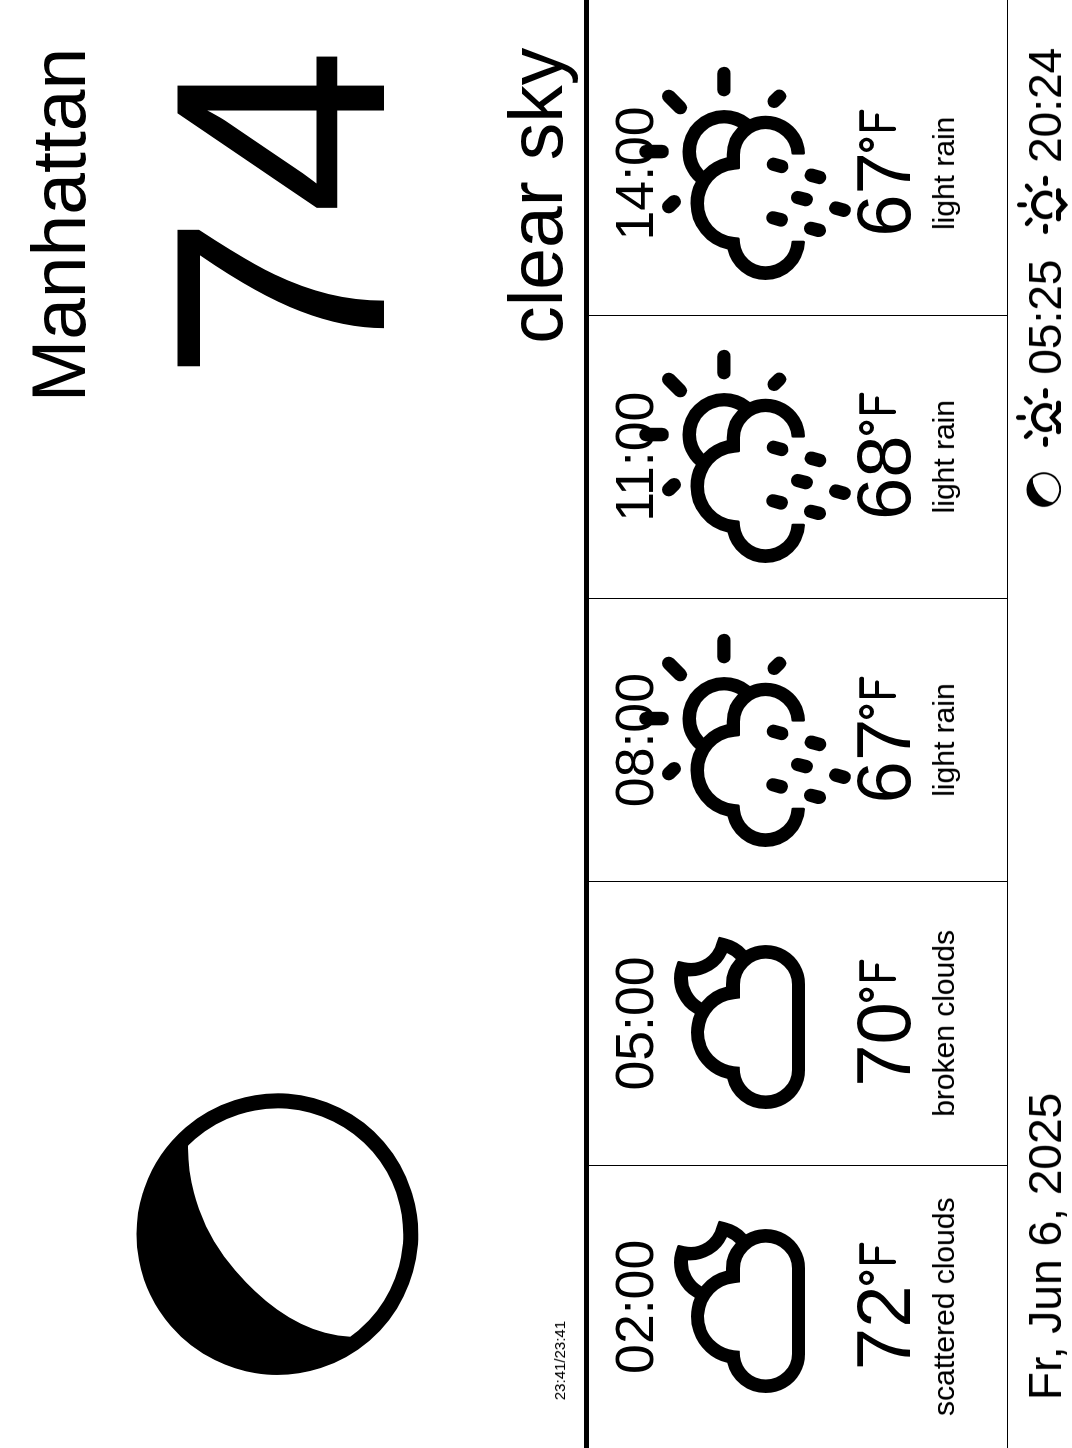 Manhattan
74
clear sky
23:41/23:41
02:00
72°F
scattered clouds
05:00
70°F
broken clouds
08:00
67°F
light rain
11:00
68°F
light rain
14:00
67°F
light rain
Fr, Jun 6, 2025
05:25
20:24